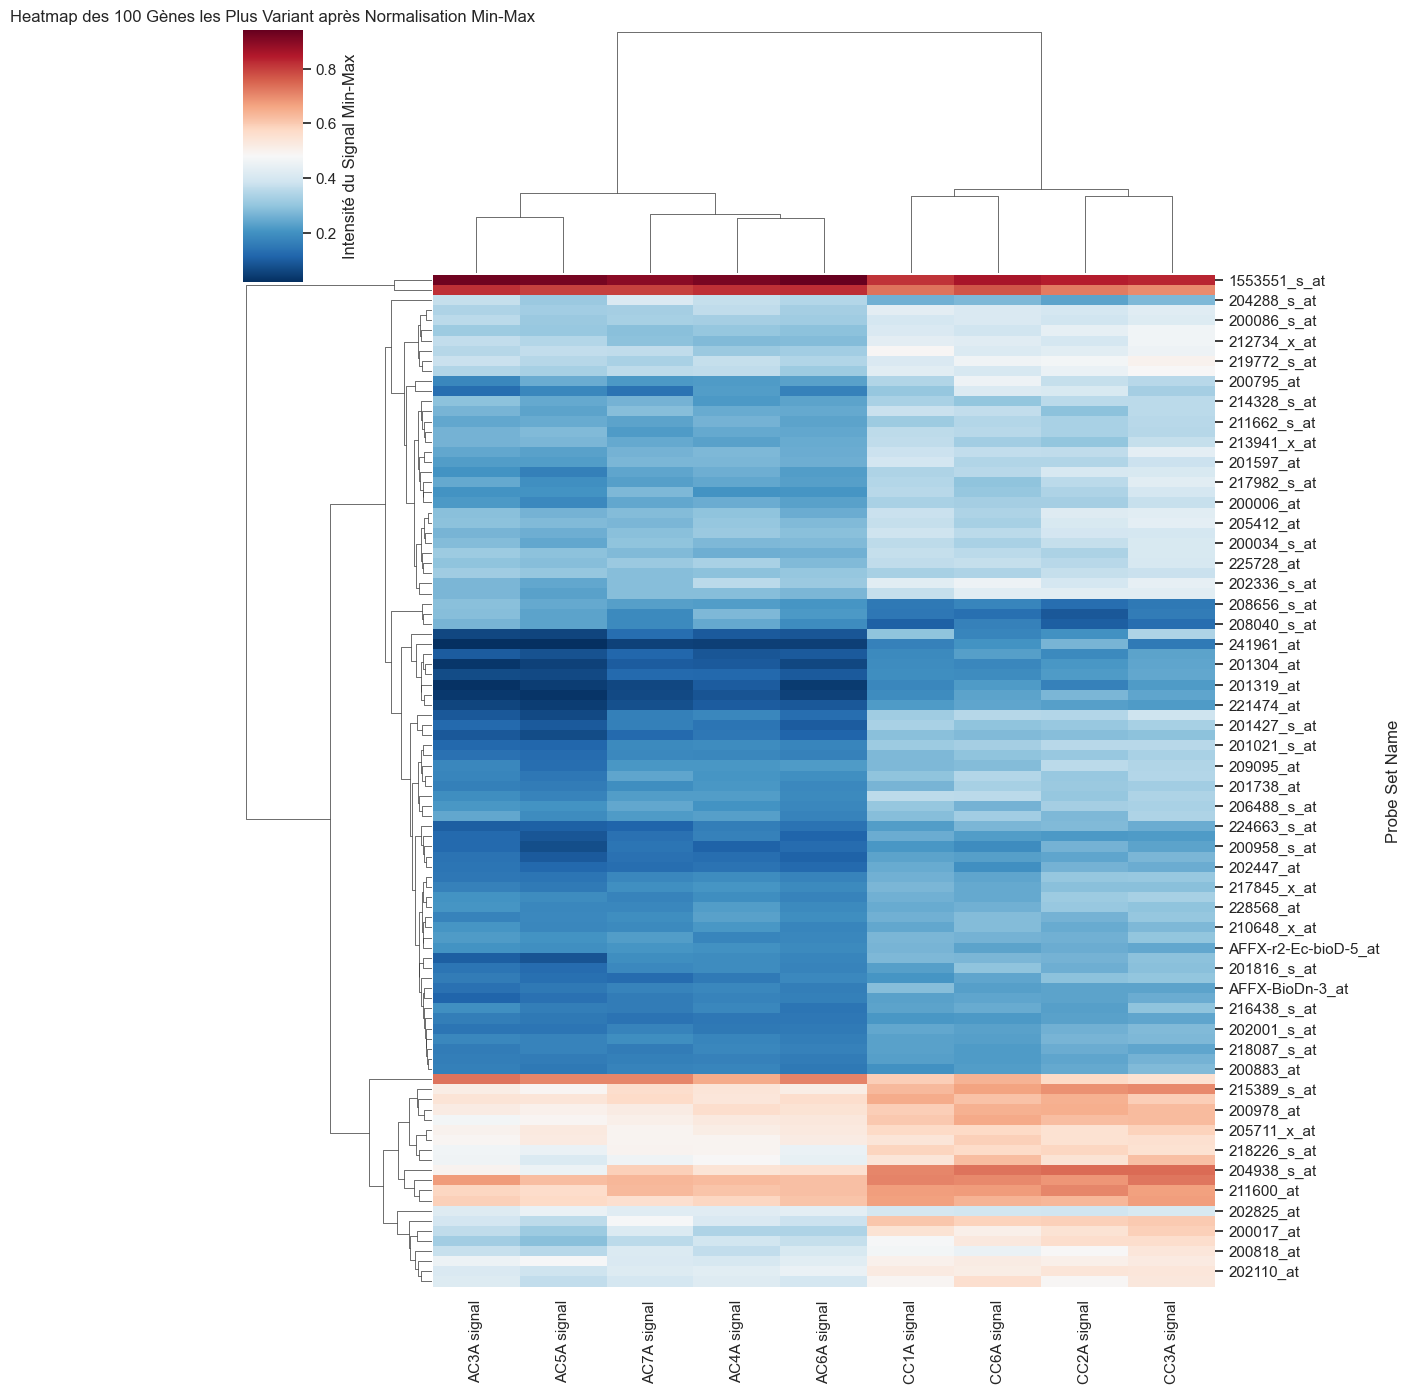 Heatmap des 100 Gènes les Plus Variant après Normalisation Min-Max
0.8
0.6
0.4
0.2
Intensité du Signal Min-Max
1553551_s_at
204288_s_at
200086_s_at
212734_x_at
219772_s_at
200795_at
214328_s_at
211662_s_at
213941_x_at
201597_at
217982_s_at
200006_at
205412_at
200034_s_at
225728_at
202336_s_at
208656_s_at
208040_s_at
241961_at
201304_at
201319_at
221474_at
201427_s_at
201021_s_at
209095_at
201738_at
206488_s_at
224663_s_at
200958_s_at
202447_at
217845_x_at
228568_at
210648_x_at
AFFX-r2-Ec-bioD-5_at
201816_s_at
AFFX-BioDn-3_at
216438_s_at
202001_s_at
218087_s_at
200883_at
215389_s_at
200978_at
205711_x_at
218226_s_at
204938_s_at
211600_at
202825_at
200017_at
200818_at
202110_at
Probe Set Name
AC3A signal
AC5A signal
AC7A signal
AC4A signal
AC6A signal
CC1A signal
CC6A signal
CC2A signal
CC3A signal